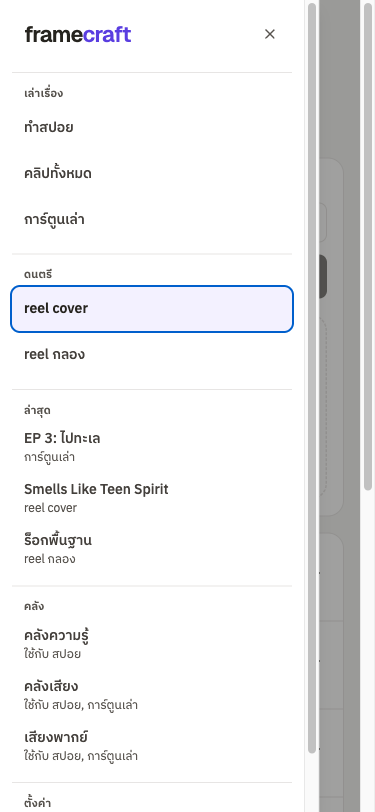 framecraft
เล่าเรื่อง
ทำสปอย
คลิปทั้งหมด
การ์ตูนเล่า
ดนตรี
reel cover
reel กลอง
ล่าสุด
EP 3: ไปทะเล
การ์ตูนเล่า
Smells Like Teen Spirit
reel cover
ร็อกพื้นฐาน
reel กลอง
คลัง
คลังความรู้
ใช้กับ สปอย
คลังเสียง
ใช้กับ สปอย, การ์ตูนเล่า
เสียงพากย์
ใช้กับ สปอย, การ์ตูนเล่า
ตั้งค่า